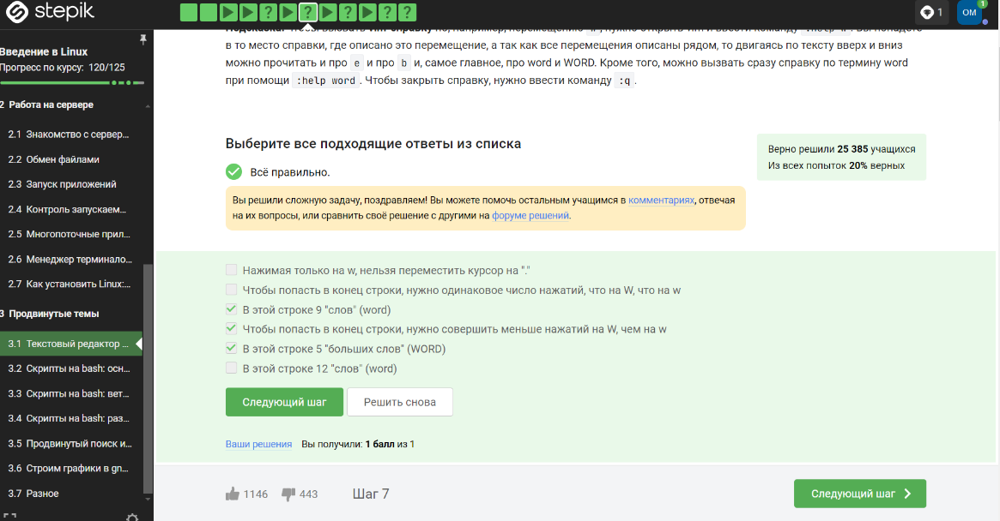 stepik
1
ОМ
1
Введение в Linux
Прогресс по курсу: 120/125
2 Работа на сервере
2.1 Знакомство с сервер...
2.2 Обмен файлами
2.3 Запуск приложений
2.4 Контроль запускаем...
2.5 Многопоточные прил...
2.6 Менеджер терминало...
2.7 Как установить Linux:...
3 Продвинутые темы
3.1 Текстовый редактор ...
3.2 Скрипты на bash: осн...
3.3 Скрипты на bash: вет...
3.4 Скрипты на bash: раз...
3.5 Продвинутый поиск и...
3.6 Строим графики в gn...
3.7 Разное
в то место справки, где описано это перемещение, а так как все перемещения описаны рядом, то двигаясь по тексту вверх и вниз
можно прочитать и про e и про b и, самое главное, про word и WORD. Кроме того, можно вызвать сразу справку по термину word
при помощи :help word. Чтобы закрыть справку, нужно ввести команду :q.
Выберите все подходящие ответы из списка
Верно решили 25 385 учащихся
Из всех попыток 20% верных
Всё правильно.
Вы решили сложную задачу, поздравляем! Вы можете помочь остальным учащимся в комментариях, отвечая
на их вопросы, или сравнить своё решение с другими на форуме решений.
Нажимая только на w, нельзя переместить курсор на "."
Чтобы попасть в конец строки, нужно одинаковое число нажатий, что на W, что на w
В этой строке 9 "слов" (word)
Чтобы попасть в конец строки, нужно совершить меньше нажатий на W, чем на w
В этой строке 5 "больших слов" (WORD)
В этой строке 12 "слов" (word)
Следующий шаг
Решить снова
Ваши решения Вы получили: 1 балл из 1
1146 443 Шаг 7
Следующий шаг